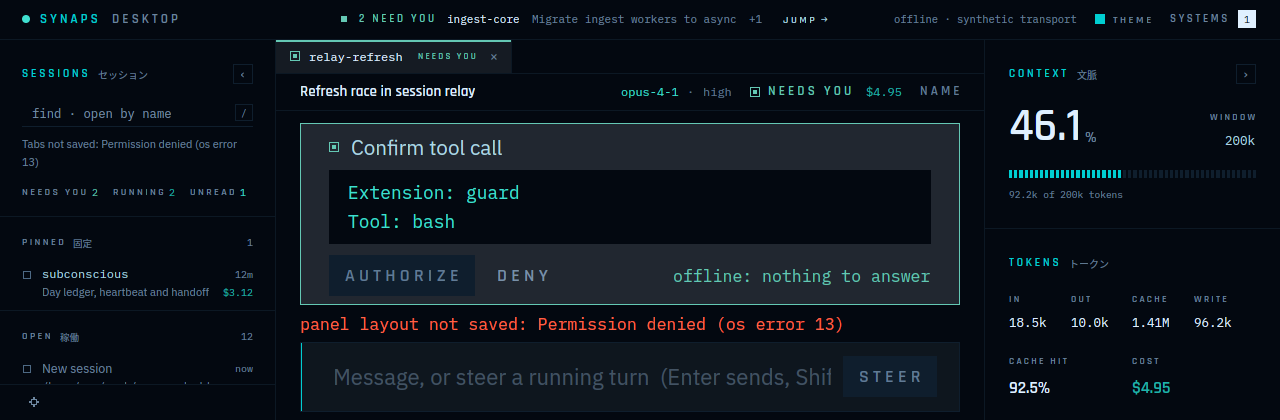 SYNAPS DESKTOP
2 NEED YOU ingest-core Migrate ingest workers to async +1 JUMP →
offline · synthetic transport THEME SYSTEMS 1
SESSIONS セッション ‹
find · open by name /
Tabs not saved: Permission denied (os error
13)
NEEDS YOU 2 RUNNING 2 UNREAD 1
PINNED 固定 1
subconscious 12m
Day ledger, heartbeat and handoff $3.12
OPEN 稼働 12
New session now
relay-refresh NEEDS YOU ×
Refresh race in session relay opus-4-1 · high NEEDS YOU $4.95 NAME
Confirm tool call
Extension: guard
Tool: bash
AUTHORIZE DENY offline: nothing to answer
panel layout not saved: Permission denied (os error 13)
Message, or steer a running turn (Enter sends, Shif STEER
CONTEXT 文脈 ›
46.1% WINDOW
200k
92.2k of 200k tokens
TOKENS トークン
IN OUT CACHE WRITE
18.5k 10.0k 1.41M 96.2k
CACHE HIT COST
92.5% $4.95